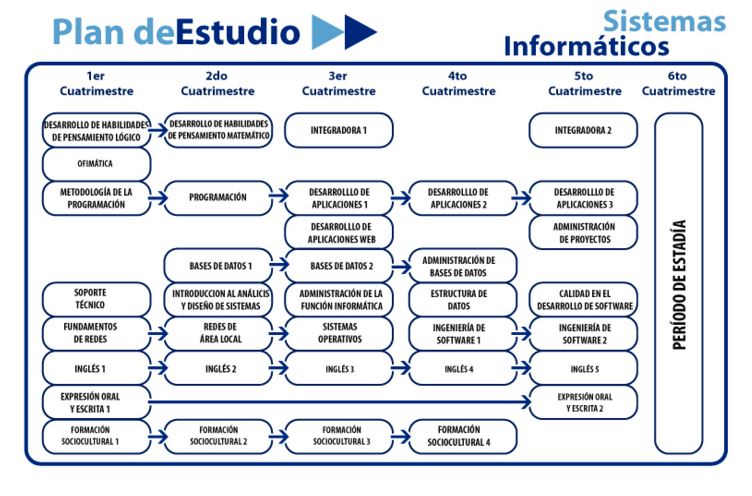 Plan deEstudio
Sistemas
Informáticos
1er
Cuatrimestre
2do
Cuatrimestre
3er
Cuatrimestre
4to
Cuatrimestre
5to
Cuatrimestre
6to
Cuatrimestre
DESARROLLO DE HABILIDADES
DE PENSAMIENTO LÓGICO
DESARROLLO DE HABILIDADES
DE PENSAMIENTO MATEMÁTICO
INTEGRADORA 1
INTEGRADORA 2
OFIMÁTICA
METODOLOGÍA DE LA
PROGRAMACIÓN
PROGRAMACIÓN
DESARROLLLO DE
APLICACIONES 1
DESARROLLLO DE
APLICACIONES 2
DESARROLLLO DE
APLICACIONES 3
DESARROLLLO DE
APLICACIONES WEB
ADMINISTRACIÓN
DE PROYECTOS
BASES DE DATOS 1
BASES DE DATOS 2
ADMINISTRACIÓN DE
BASES DE DATOS
SOPORTE
TÉCNICO
INTRODUCCION AL ANÁLISIS
Y DISEÑO DE SISTEMAS
ADMINISTRACIÓN DE LA
FUNCIÓN INFORMÁTICA
ESTRUCTURA DE
DATOS
CALIDAD EN EL
DESARROLLO DE SOFTWARE
FUNDAMENTOS
DE REDES
REDES DE
ÁREA LOCAL
SISTEMAS
OPERATIVOS
INGENIERÍA DE
SOFTWARE 1
INGENIERÍA DE
SOFTWARE 2
INGLÉS 1
INGLÉS 2
INGLÉS 3
INGLÉS 4
INGLÉS 5
EXPRESIÓN ORAL
Y ESCRITA 1
EXPRESIÓN ORAL
Y ESCRITA 2
FORMACIÓN
SOCIOCULTURAL 1
FORMACIÓN
SOCIOCULTURAL 2
FORMACIÓN
SOCIOCULTURAL 3
FORMACIÓN
SOCIOCULTURAL 4
PERÍODO DE ESTADÍA